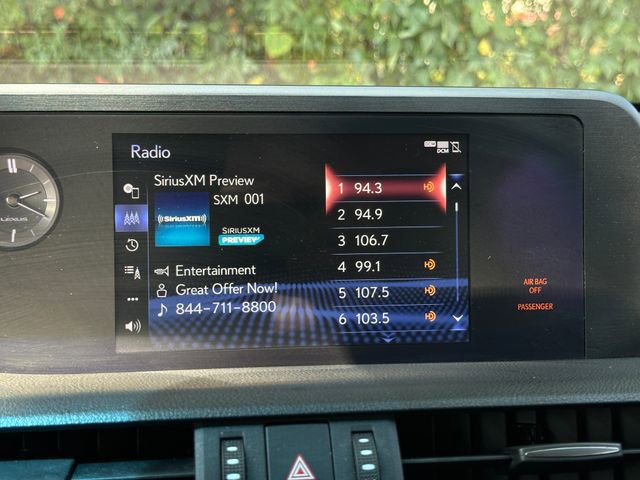 Radio
DCM
DCM
SiriusXM Preview
SXM 001
((SiriusXM))
SIRIUSXM
PREVIEW
Entertainment
Great Offer Now!
844-711-8800
1 94.3
2 94.9
3 106.7
4 99.1
5 107.5
6 103.5
LEXUS
AIR BAG
OFF
PASSENGER